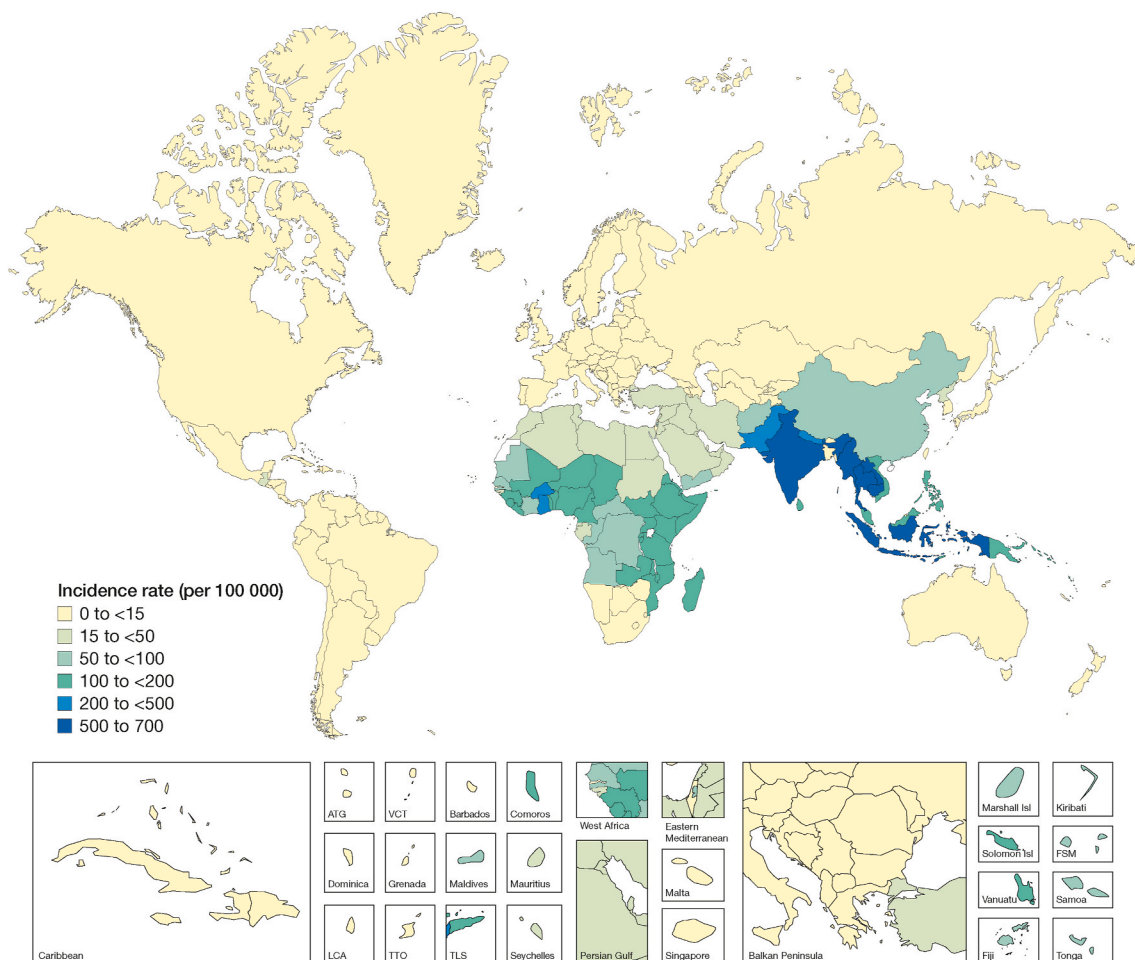 Incidence rate (per 100 000)
0 to <15
15 to <50
50 to <100
100 to <200
200 to <500
500 to 700
Caribbean
ATG
VCT
Barbados
Comoros
Dominica
Grenada
Maldives
Mauritius
LCA
TTO
TLS
Seychelles
West Africa
Eastern
Mediterranean
Persian Gulf
Malta
Singapore
Balkan Peninsula
Marshall Isl
Kiribati
Solomon Isl
FSM
Vanuatu
Samoa
Fiji
Tonga